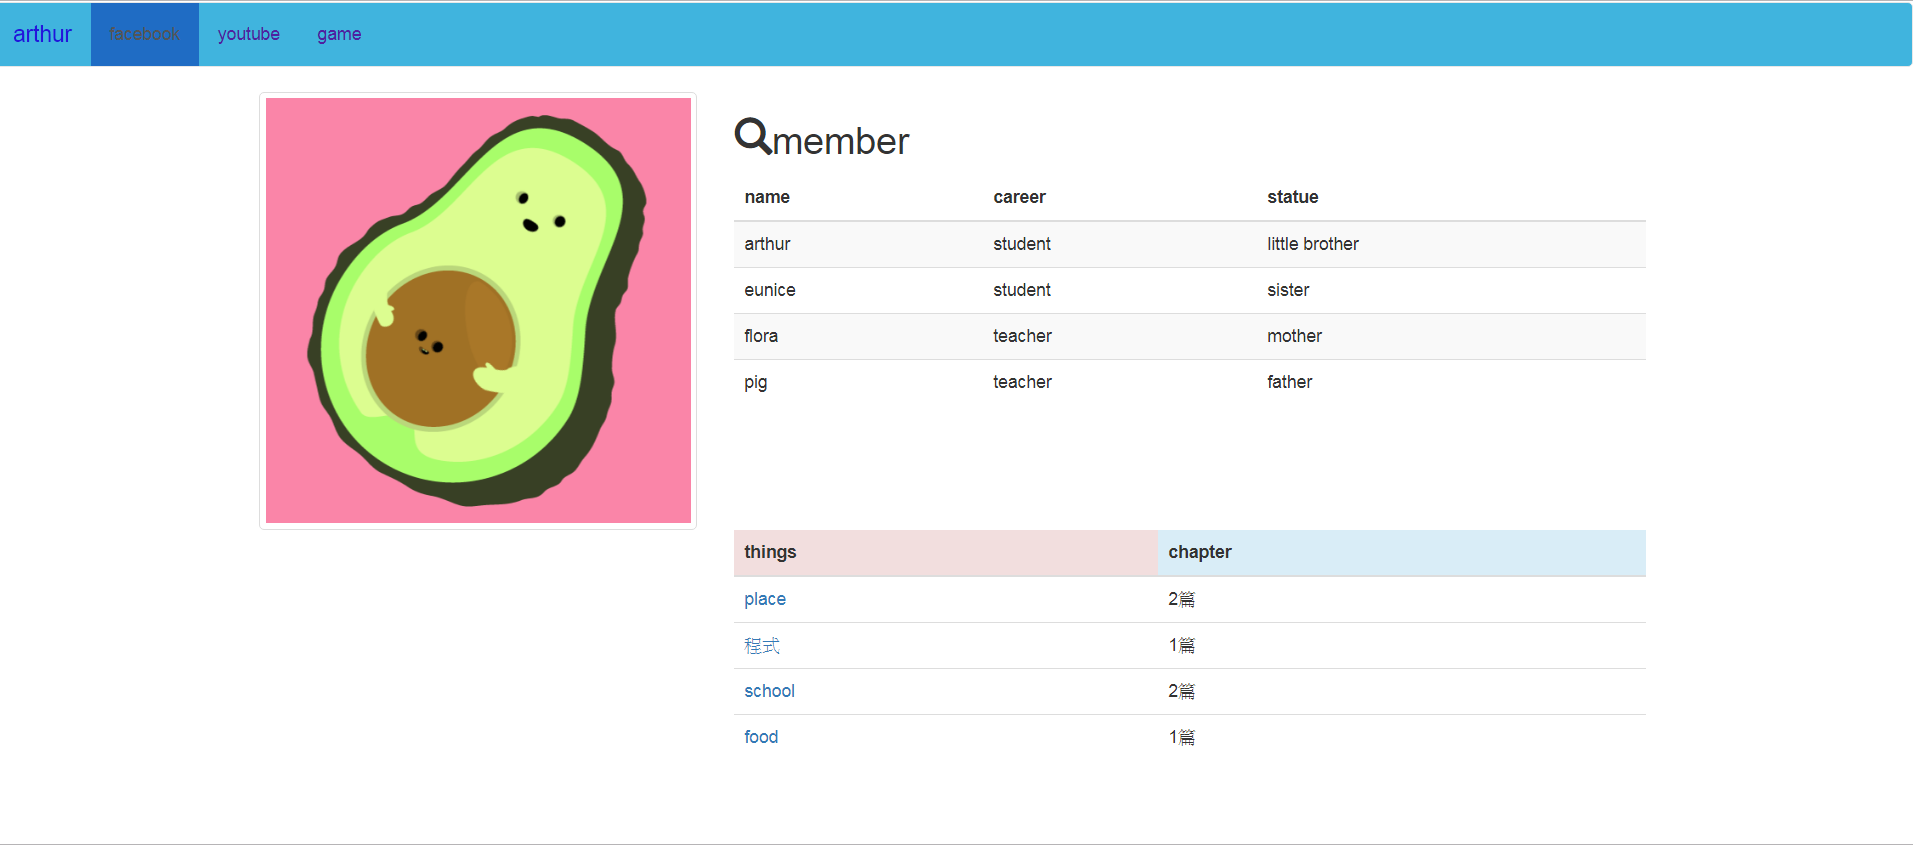 arthur facebook youtube game
member
name career statue
arthur student little brother
eunice student sister
flora teacher mother
pig teacher father
things chapter
place 2篇
程式 1篇
school 2篇
food 1篇